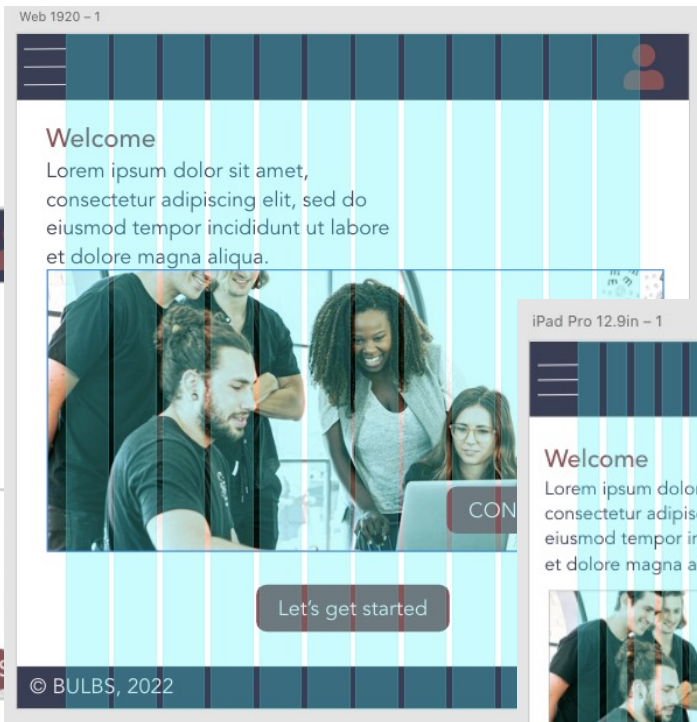 Web 1920 – 1
Welcome
Lorem ipsum dolor sit amet,
consectetur adipiscing elit, sed do
eiusmod tempor incididunt ut labore
et dolore magna aliqua.
CON
Let's get started
© BULBS, 2022
iPad Pro 12.9in – 1
Welcome
Lorem ipsum dolor
consectetur adipis
eiusmod tempor in
et dolore magna a